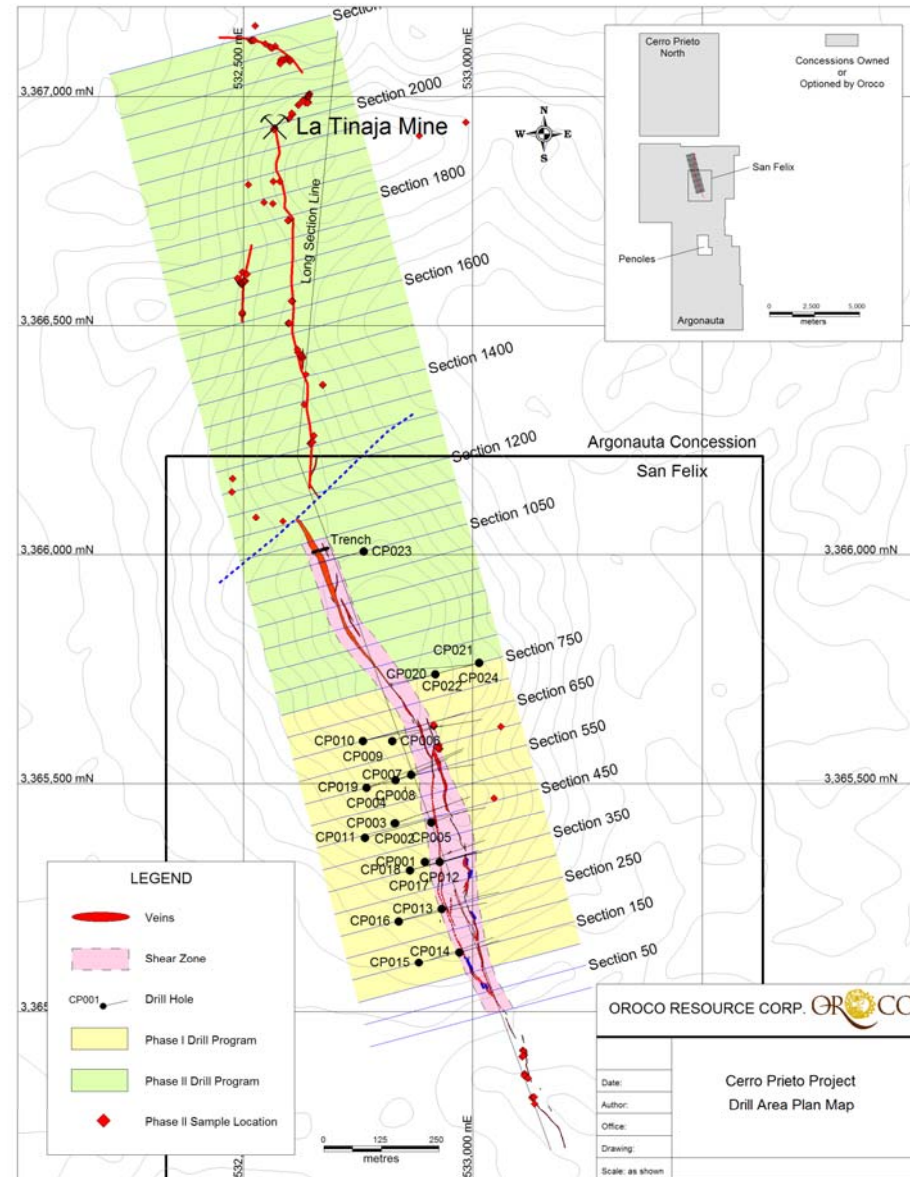 Section
532,500 mE
533,000 mE
3,367,000 mN
Section 2000
La Tinaja Mine
N
W
E
S
Section 1800
Long Section Line
Section 1600
3,366,500 mN
Section 1400
Section 1200
Argonauta Concession
San Felix
Section 1050
3,366,000 mN
3,366,000 mN
Trench
CP023
Section 750
CP021
CP020
CP024
CP022
Section 650
CP010
CP006
CP009
Section 550
CP007
3,365,500 mN
3,365,500 mN
CP019
CP008
CP004
Section 450
CP003
CP011
CP002
CP005
Section 350
CP001
CP018
CP012
CP017
Section 250
CP013
CP016
Section 150
CP014
CP015
Section 50
3,365
532,
533,000 mE
Cerro Prieto
North
Concessions Owned
or
Optioned by Oroco
San Felix
Penoles
0
2,500
5,000
meters
Argonauta
LEGEND
Veins
Shear Zone
CP001
Drill Hole
Phase I Drill Program
Phase II Drill Program
Phase II Sample Location
0
125
250
metres
OROCO RESOURCE CORP.
OROCO
Date:
Author:
Office:
Drawing:
Scale: as shown
Cerro Prieto Project
Drill Area Plan Map